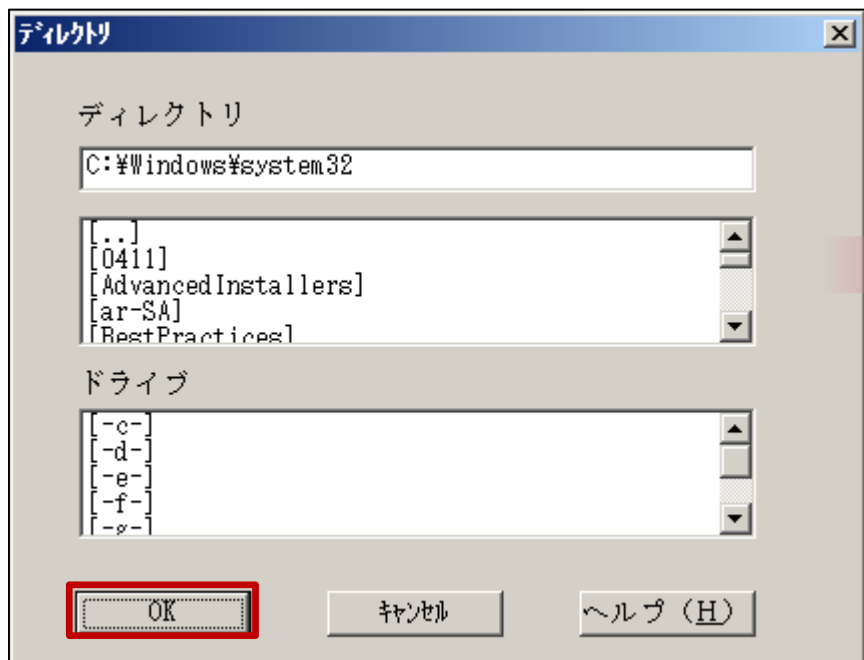 ﾃﾞｨﾚｸﾄﾘ
ディレクトリ
C:¥Windows¥system32
[..]
[0411]
[AdvancedInstallers]
[ar-SA]
[BestPractices]
ドライブ
[-c-]
[-d-]
[-e-]
[-f-]
[-g-]
OK ｷｬﾝｾﾙ ヘルプ(H)